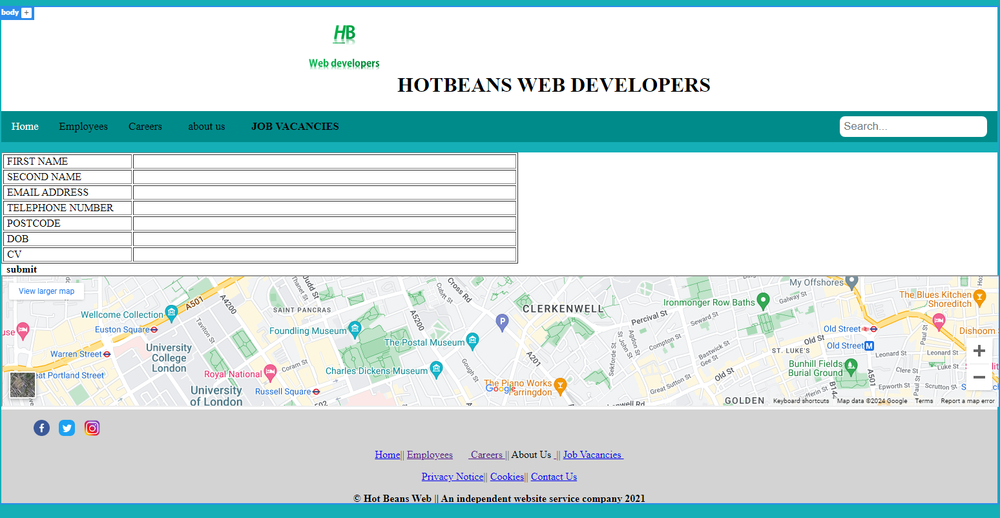 body +
HB
Web developers
HOTBEANS WEB DEVELOPERS
Home Employees Careers about us JOB VACANCIES Search...
FIRST NAME
SECOND NAME
EMAIL ADDRESS
TELEPHONE NUMBER
POSTCODE
DOB
CV
submit
View larger map
A501
A4200
Thanet St
Judd St
Cubitt St
Cross Rd
My Offshores
The Blues Kitchen
Shoreditch
SAINT PANCRAS
CLERKENWELL
Ironmonger Row Baths
Galway St
Wellcome Collection
Euston Square
Taviton St
A5200
P
Percival St
Seward St
Foundling Museum
The Postal Museum
Old Street
Paul St
Dishoom
University
College
London
Warren Street
St John St
Agdon St
Compton St
Bastwick St
Gee St
Old St
Old Street
M
ST. LUKE'S
Leonard St
Leonard St
A201
Sekforde St
Royal National
Coram St
Charles Dickens Museum
Gough St
Bunhill Fields
Burial Ground
A501
Clere St
Luke St
eat Portland Street
Russell Square
The Piano Works
Farringdon
Great Sutton St
Old St
B144
Epworth St
Scrutton St
Paul St
University
of London
Google
GOLDEN
Keyboard shortcuts Map data ©2024 Google Terms Report a map error
Home|| Employees Careers || About Us || Job Vacancies
Privacy Notice|| Cookies|| Contact Us
© Hot Beans Web || An independent website service company 2021